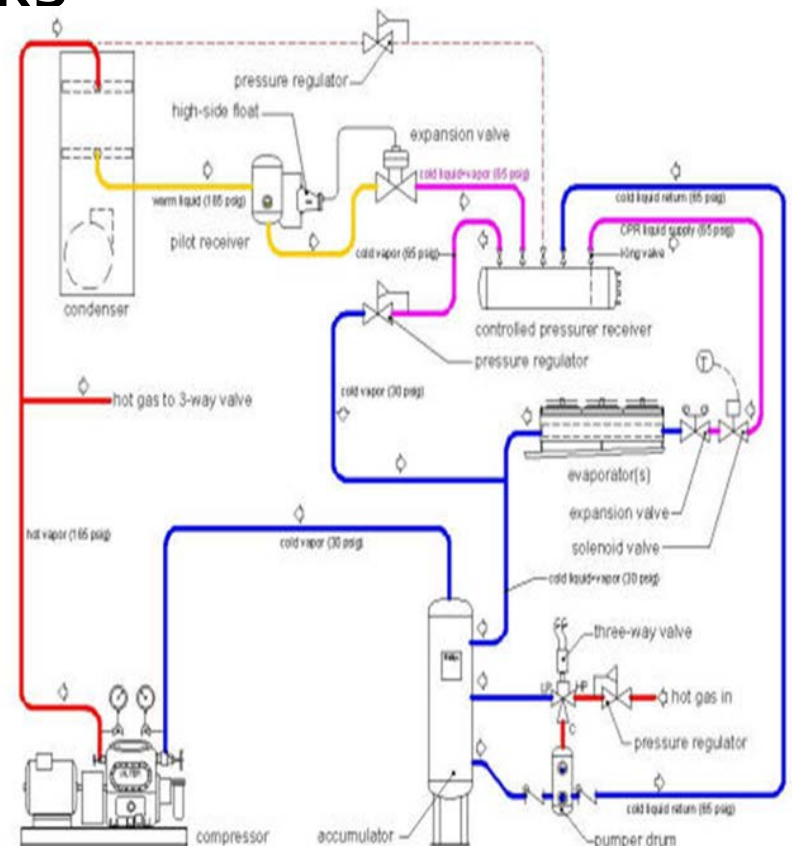 pressure regulator
high-side float
expansion valve
cold liquid+vapor (65 psig)
cold liquid return (65 psig)
warm liquid (165 psig)
CPR liquid supply (65 psig)
pilot receiver
cold vapor (65 psig)
king valve
condenser
controlled pressurer receiver
pressure regulator
cold vapor (30 psig)
T
hot gas to 3-way valve
evaporator(s)
expansion valve
hot vapor (165 psig)
cold vapor (30 psig)
solenoid valve
cold liquid+vapor (30 psig)
three-way valve
LP
HP
hot gas in
C
pressure regulator
cold liquid return (65 psig)
compressor
accumulator
pumper drum